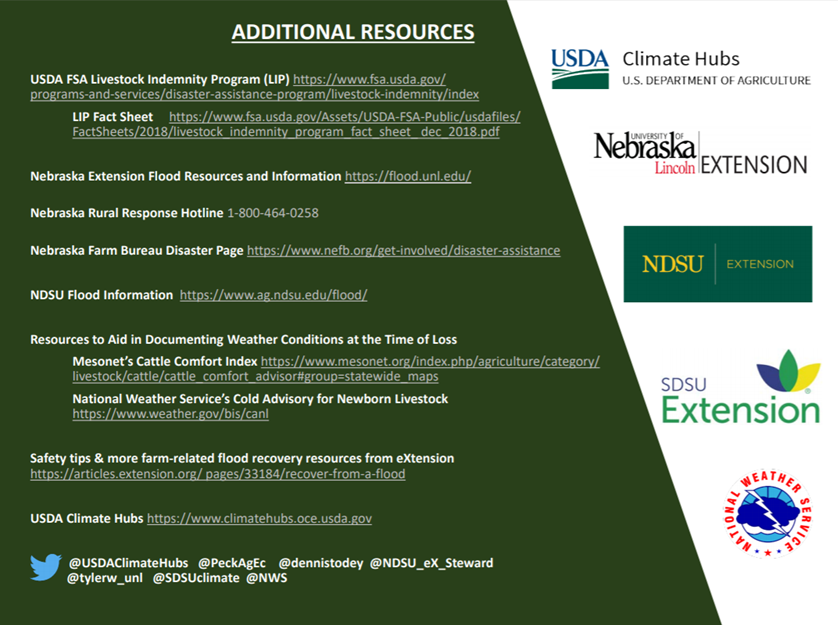 ADDITIONAL RESOURCES
USDA FSA Livestock Indemnity Program (LIP) https://www.fsa.usda.gov/
programs-and-services/disaster-assistance-program/livestock-indemnity/index
LIP Fact Sheet https://www.fsa.usda.gov/Assets/USDA-FSA-Public/usdafiles/
FactSheets/2018/livestock_indemnity_program_fact_sheet_dec_2018.pdf
Nebraska Extension Flood Resources and Information https://flood.unl.edu/
Nebraska Rural Response Hotline 1-800-464-0258
Nebraska Farm Bureau Disaster Page https://www.nefb.org/get-involved/disaster-assistance
NDSU Flood Information https://www.ag.ndsu.edu/flood/
Resources to Aid in Documenting Weather Conditions at the Time of Loss
Mesonet's Cattle Comfort Index https://www.mesonet.org/index.php/agriculture/category/
livestock/cattle/cattle_comfort_advisor#group=statewide_maps
National Weather Service's Cold Advisory for Newborn Livestock
https://www.weather.gov/bis/canl
Safety tips & more farm-related flood recovery resources from eXtension
https://articles.extension.org/ pages/33184/recover-from-a-flood
USDA Climate Hubs https://www.climatehubs.oce.usda.gov
@USDAClimateHubs @PeckAgEc @dennistodey @NDSU_eX_Steward
@tylerw_unl @SDSUclimate @NWS
USDA Climate Hubs
U.S. DEPARTMENT OF AGRICULTURE
UNIVERSITY OF
Nebraska
Lincoln EXTENSION
NDSU EXTENSION
SDSU
Extension
NATIONAL WEATHER SERVICE